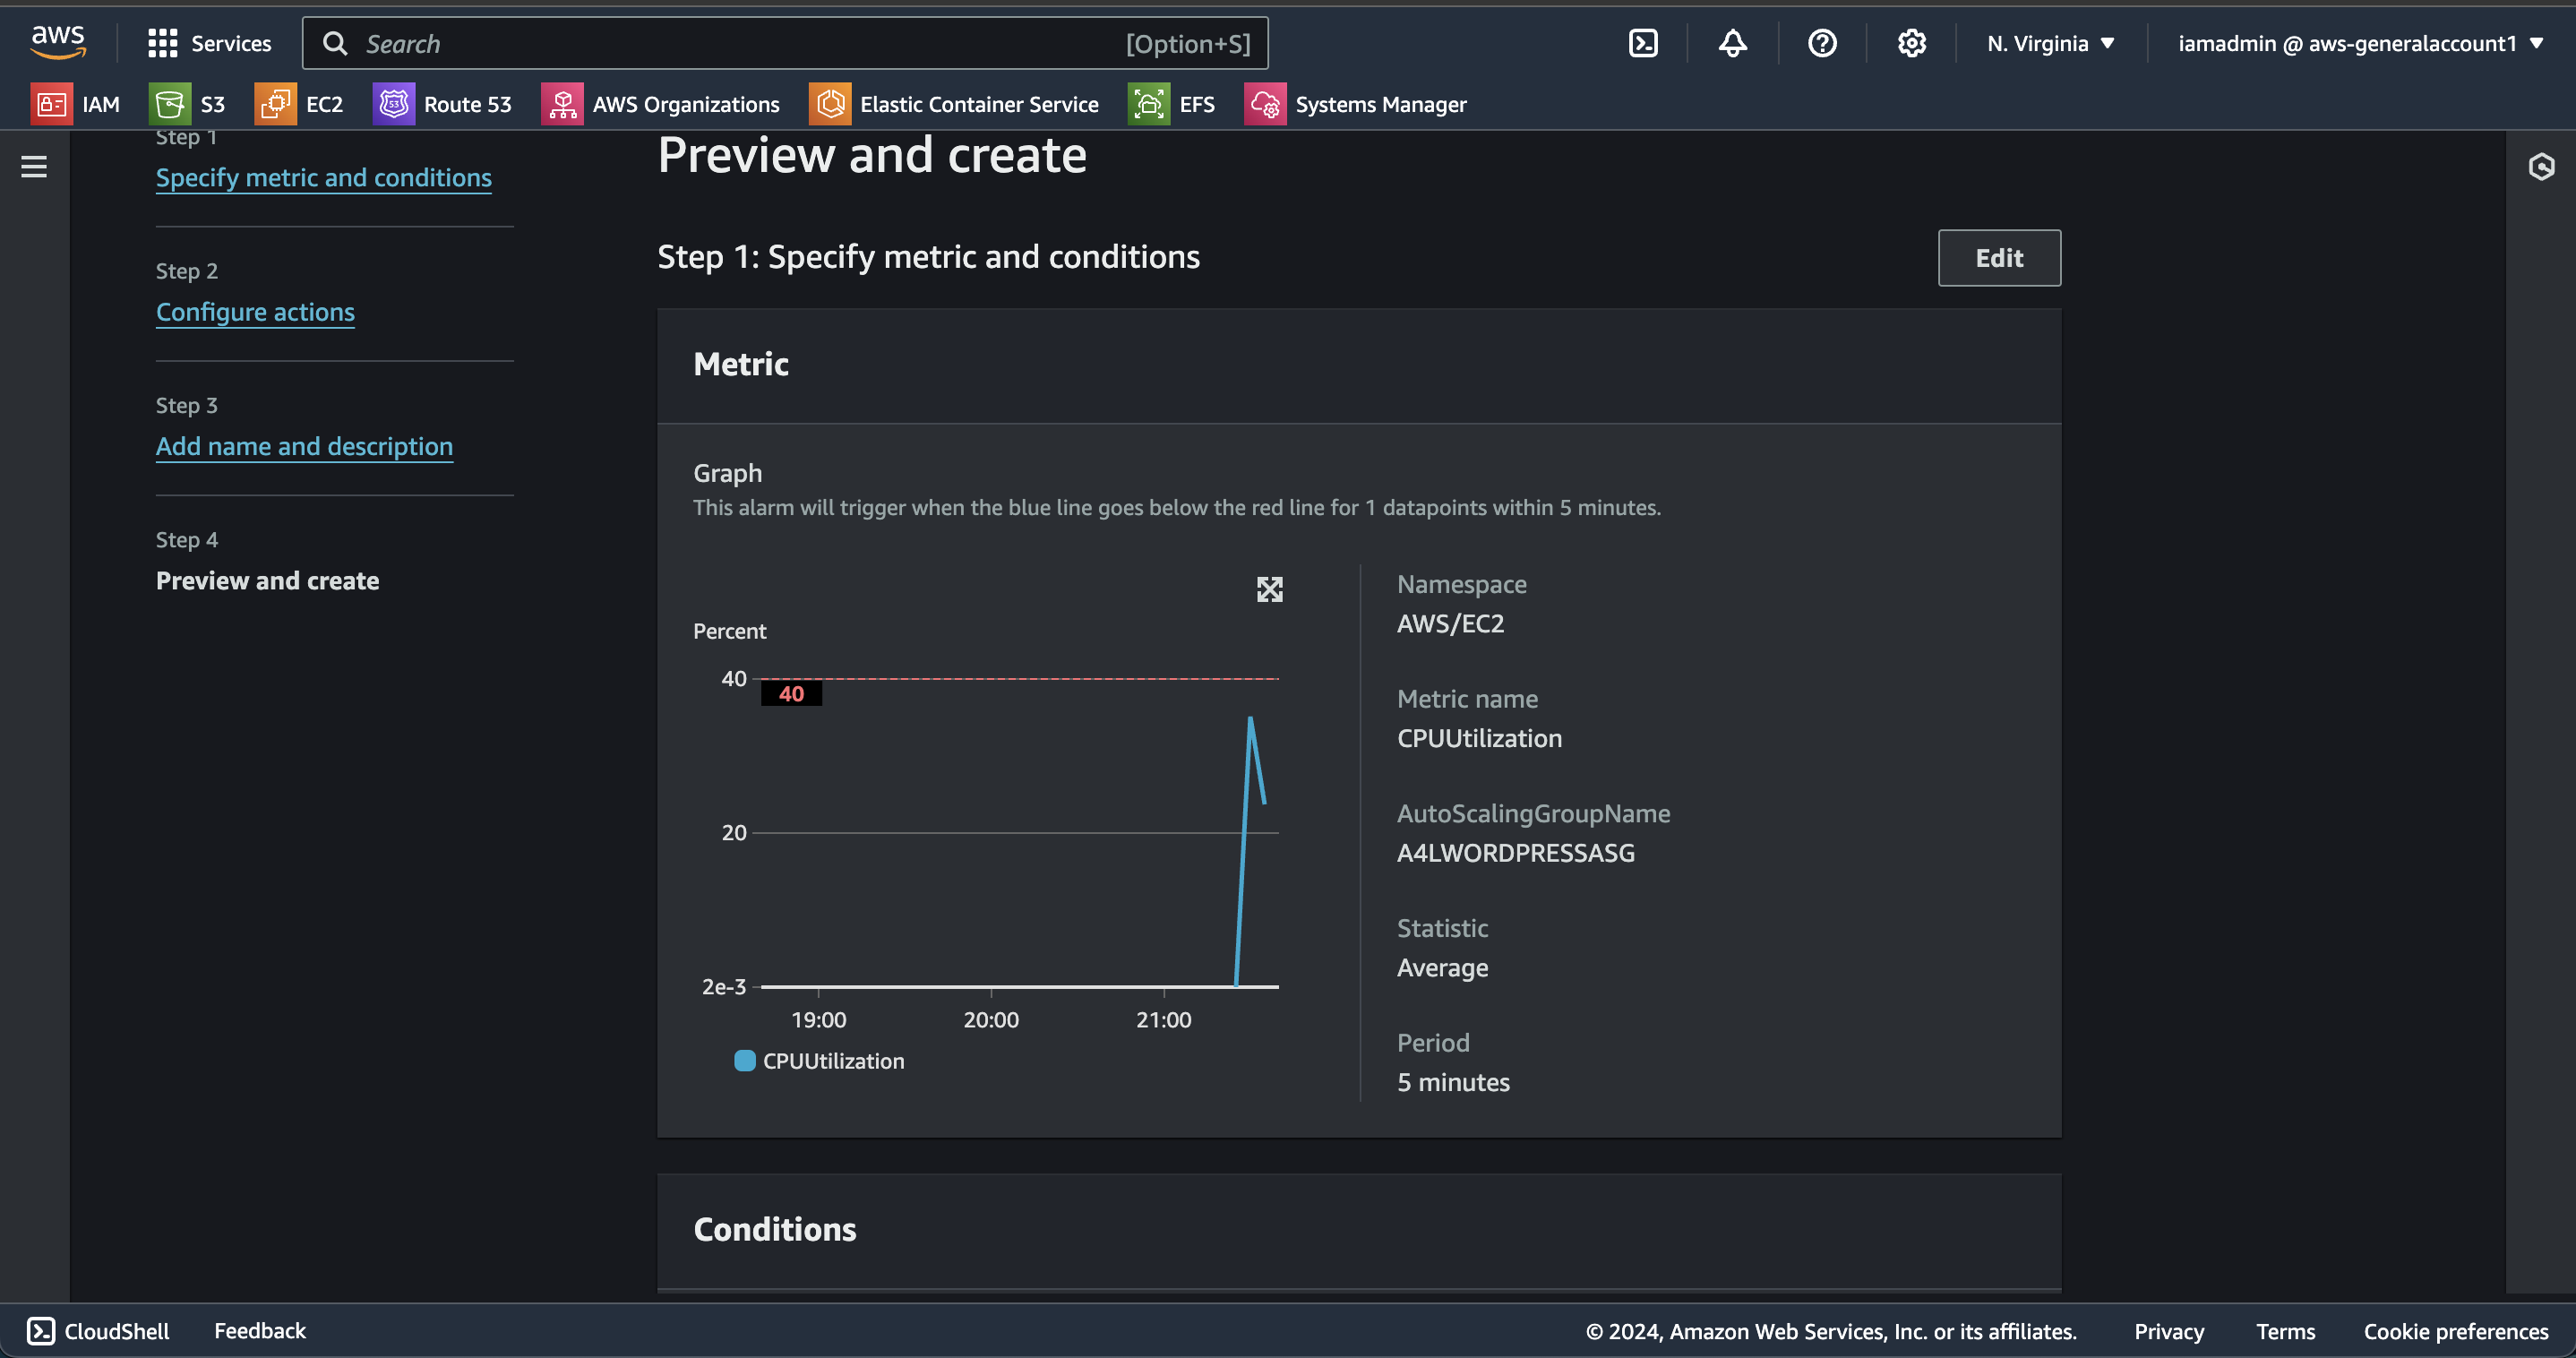 aws
Services
Search
[Option+S]
N. Virginia
iamadmin @ aws-generalaccount1
IAM
S3
EC2
53
Route 53
AWS Organizations
Elastic Container Service
EFS
Systems Manager
Step 1
Specify metric and conditions
Step 2
Configure actions
Step 3
Add name and description
Step 4
Preview and create
Preview and create
Step 1: Specify metric and conditions
Edit
Metric
Graph
This alarm will trigger when the blue line goes below the red line for 1 datapoints within 5 minutes.
Percent
40
40
20
2e-3
19:00
20:00
21:00
CPUUtilization
Namespace
AWS/EC2
Metric name
CPUUtilization
AutoScalingGroupName
A4LWORDPRESSASG
Statistic
Average
Period
5 minutes
Conditions
CloudShell
Feedback
© 2024, Amazon Web Services, Inc. or its affiliates.
Privacy
Terms
Cookie preferences